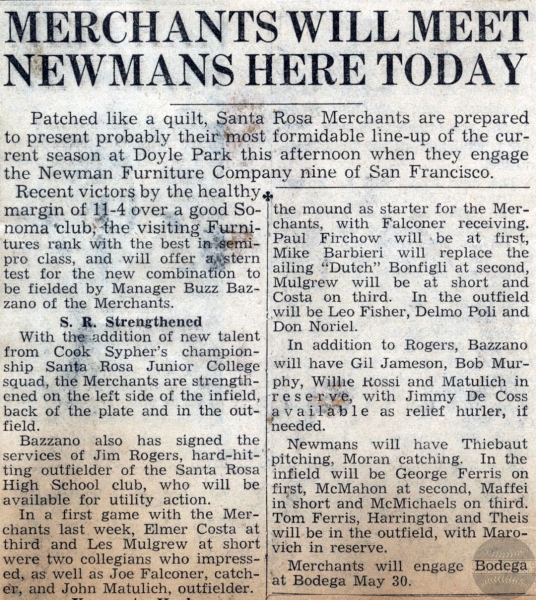 MERCHANTS WILL MEET
NEWMANS HERE TODAY
Patched like a quilt, Santa Rosa Merchants are prepared
to present probably their most formidable line-up of the cur-
rent season at Doyle Park this afternoon when they engage
the Newman Furniture Company nine of San Francisco.
Recent victors by the healthy
margin of 11-4 over a good So-
noma club, the visiting Furni-
tures rank with the best in semi-
pro class, and will offer a stern
test for the new combination
to be fielded by Manager Buzz Baz-
zano of the Merchants.
S. R. Strengthened
With the addition of new talent
from Cook Sypher's champion-
ship Santa Rosa Junior College
squad, the Merchants are strength-
ened on the left side of the infield,
back of the plate and in the out-
field.
Bazzano also has signed the
services of Jim Rogers, hard-hit-
ting outfielder of the Santa Rosa
High School club, who will be
available for utility action.
In a first game with the Mer-
chants last week, Elmer Costa at
third and Les Mulgrew at short
were two collegians who impress-
ed, as well as Joe Falconer, catch-
er, and John Matulich, outfielder.
the mound as starter for the Mer-
chants, with Falconer receiving.
Paul Firchow will be at first,
Mike Barbieri will replace the
ailing "Dutch" Bonfigli at second,
Mulgrew will be at short and
Costa on third. In the outfield
will be Leo Fisher, Delmo Poli and
Don Noriel.
In addition to Rogers, Bazzano
will have Gil Jameson, Bob Mur-
phy, Willie Rossi and Matulich in
reserve, with Jimmy De Coss
available as relief hurler, if
needed.
Newmans will have Thiebaut
pitching, Moran catching. In the
infield will be George Ferris on
first, McMahon at second, Maffei
in short and McMichaels on third.
Tom Ferris, Harrington and Theis
will be in the outfield, with Maro-
vich in reserve.
Merchants will engage Bodega
at Bodega May 30.